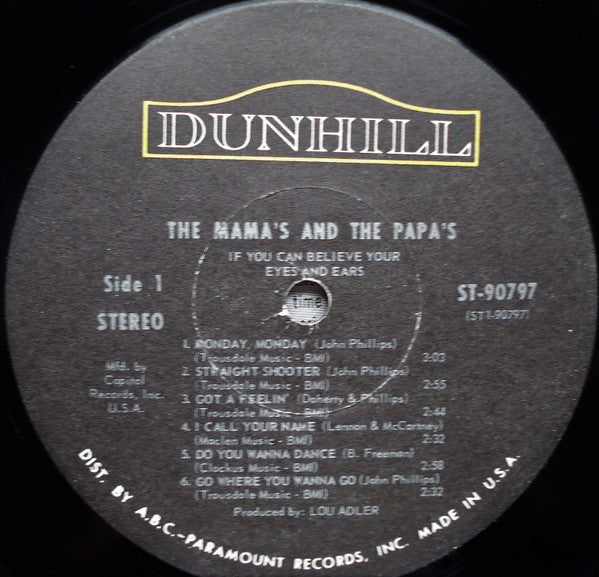 DUNHILL
THE MAMA'S AND THE PAPA'S
IF YOU CAN BELIEVE YOUR
EYES AND EARS
Side 1
STEREO
ST-90797
(ST1-90797)
time
Mfd. by
Capitol
Records, Inc.
U.S.A.
1. MONDAY, MONDAY (John Phillips)
(Trousdale Music - BMI) 3:03
2. STRAIGHT SHOOTER (John Phillips)
(Trousdale Music - BMI) 2:55
3. GOT A FEELIN' (Doherty & Phillips)
(Trousdale Music - BMI) 2:44
4. I CALL YOUR NAME (Lennon & McCartney)
(Maclen Music - BMI) 2:32
5. DO YOU WANNA DANCE (B. Freeman)
(Clockus Music - BMI) 2:58
6. GO WHERE YOU WANNA GO (John Phillips)
(Trousdale Music - BMI) 2:32
Produced by: LOU ADLER
DIST. BY A.B.C.-PARAMOUNT RECORDS, INC. MADE IN U.S.A.